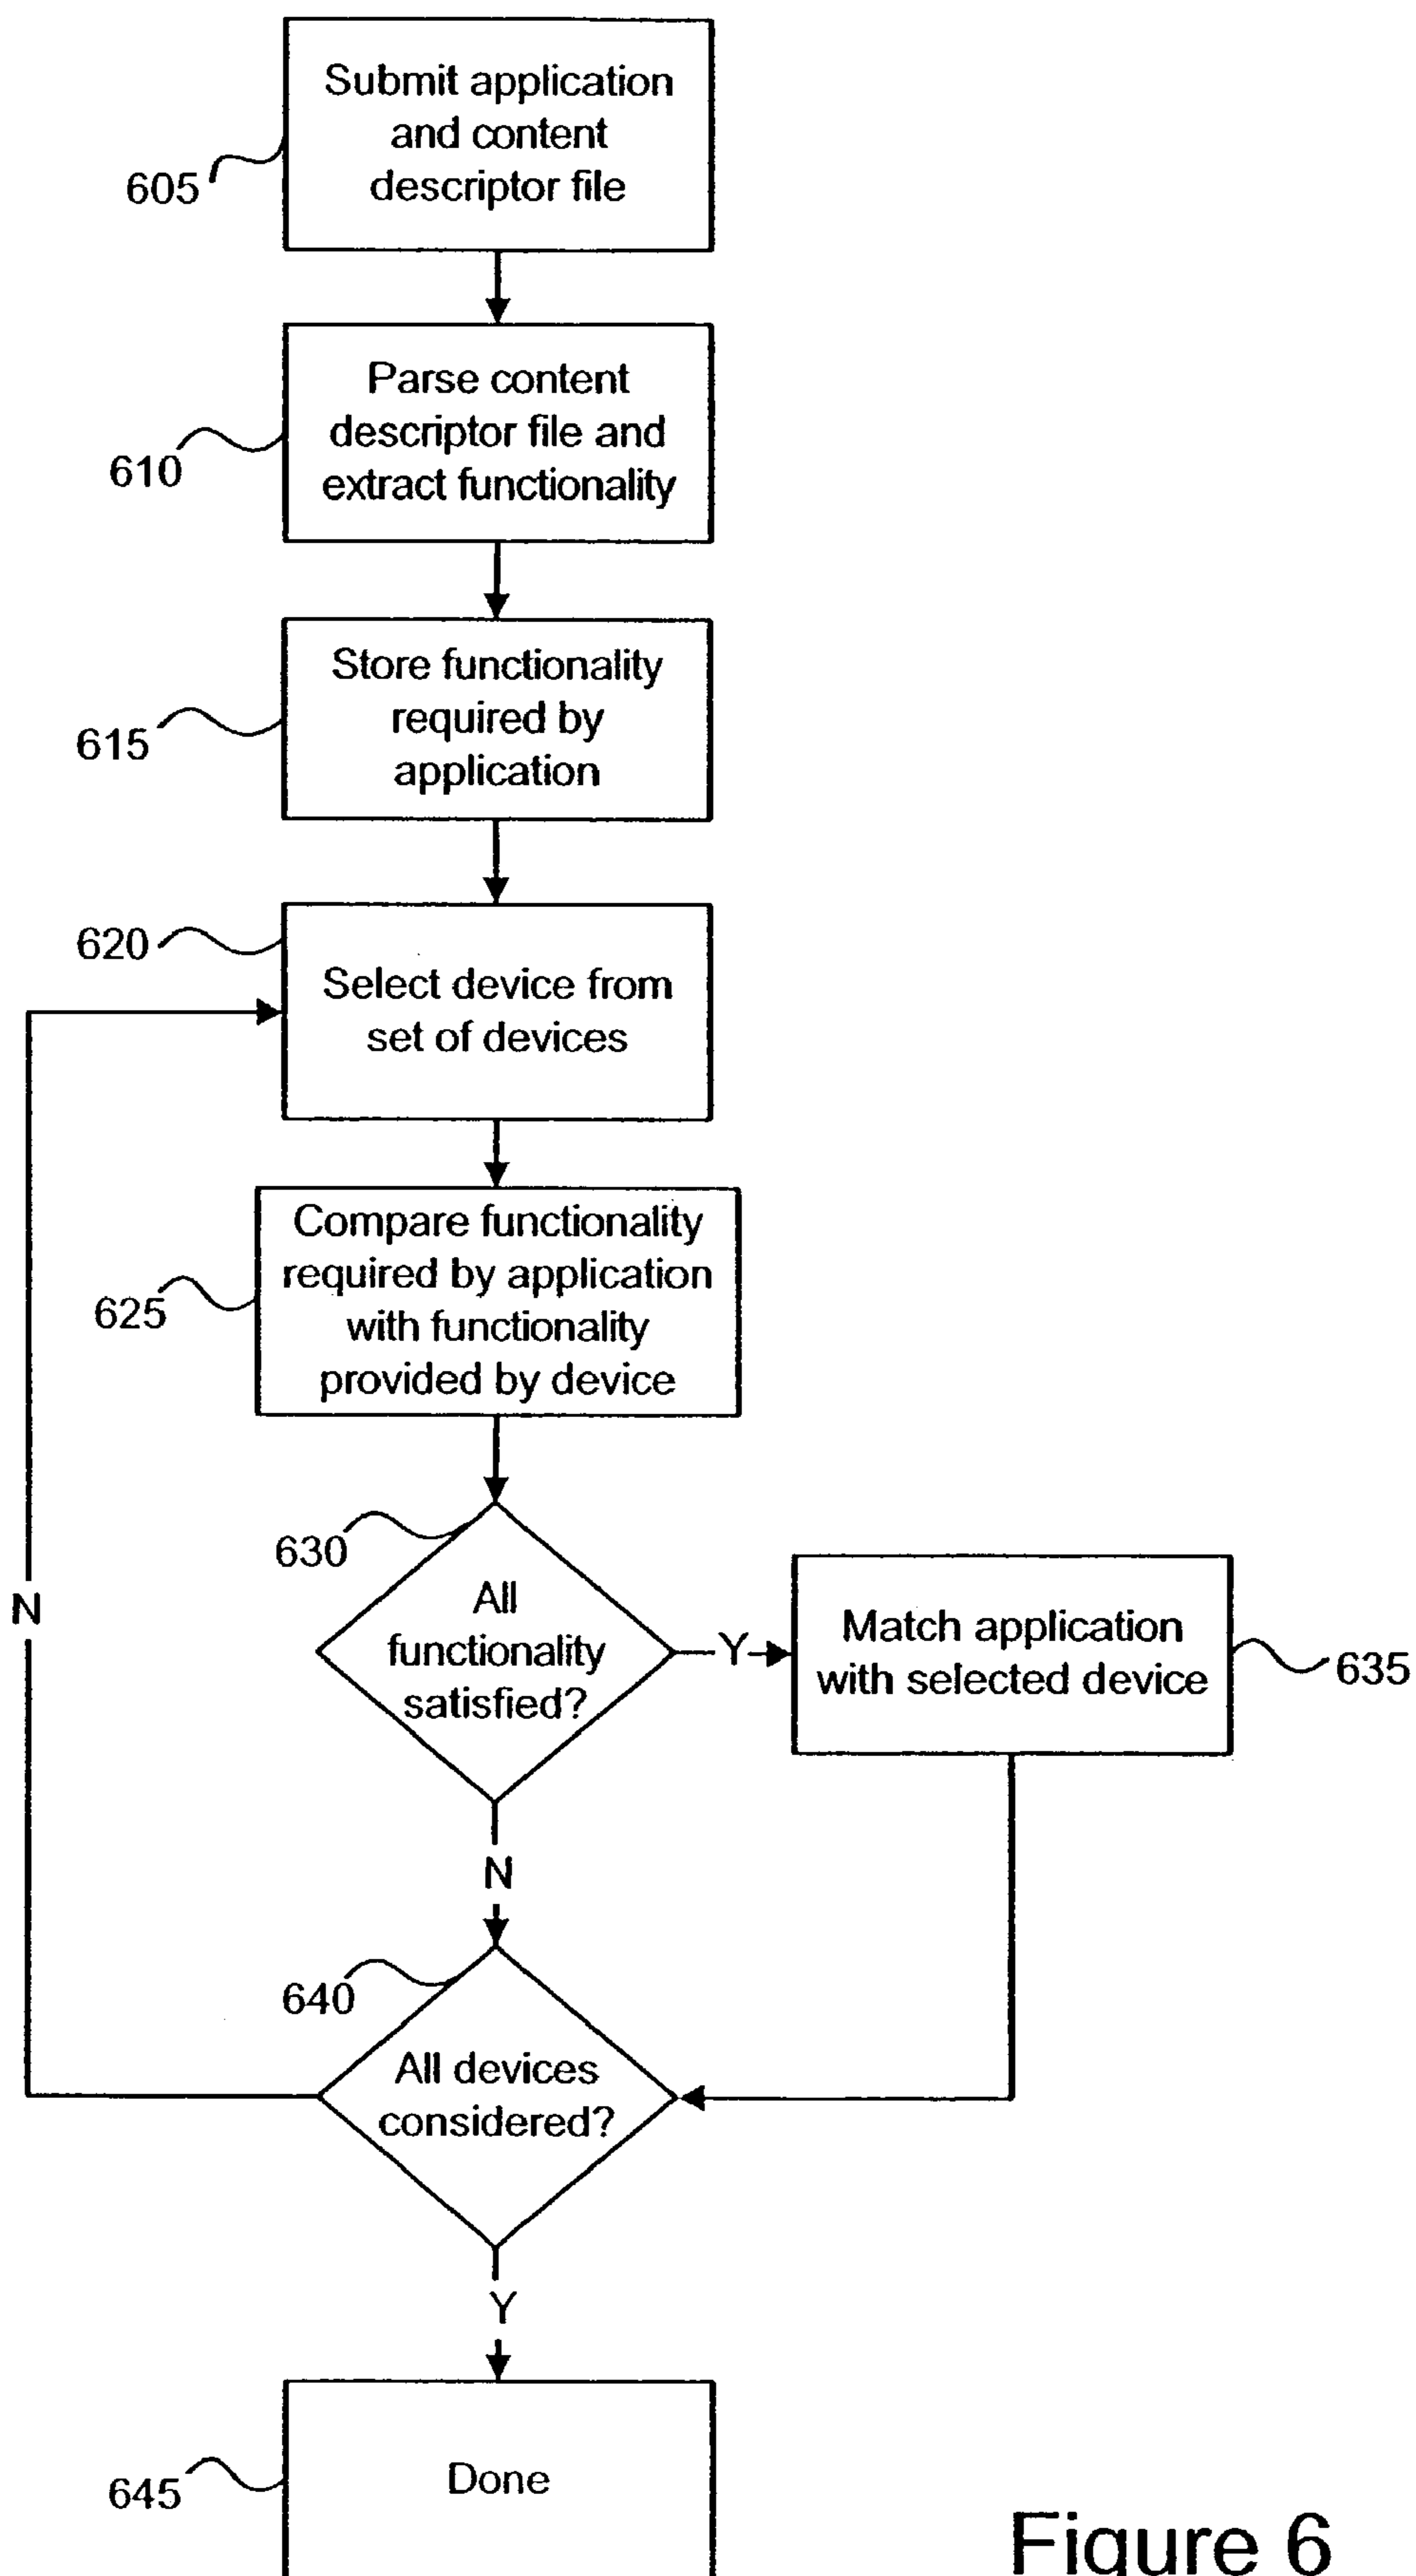 Submit application
and content
descriptor file
605
Parse content
descriptor file and
extract functionality
610
Store functionality
required by
application
615
620
Select device from
set of devices
Compare functionality
required by application
with functionality
provided by device
625
630
All
functionality
satisfied?
Y
Match application
with selected device
635
N
N
640
All devices
considered?
Y
Done
645
Figure 6